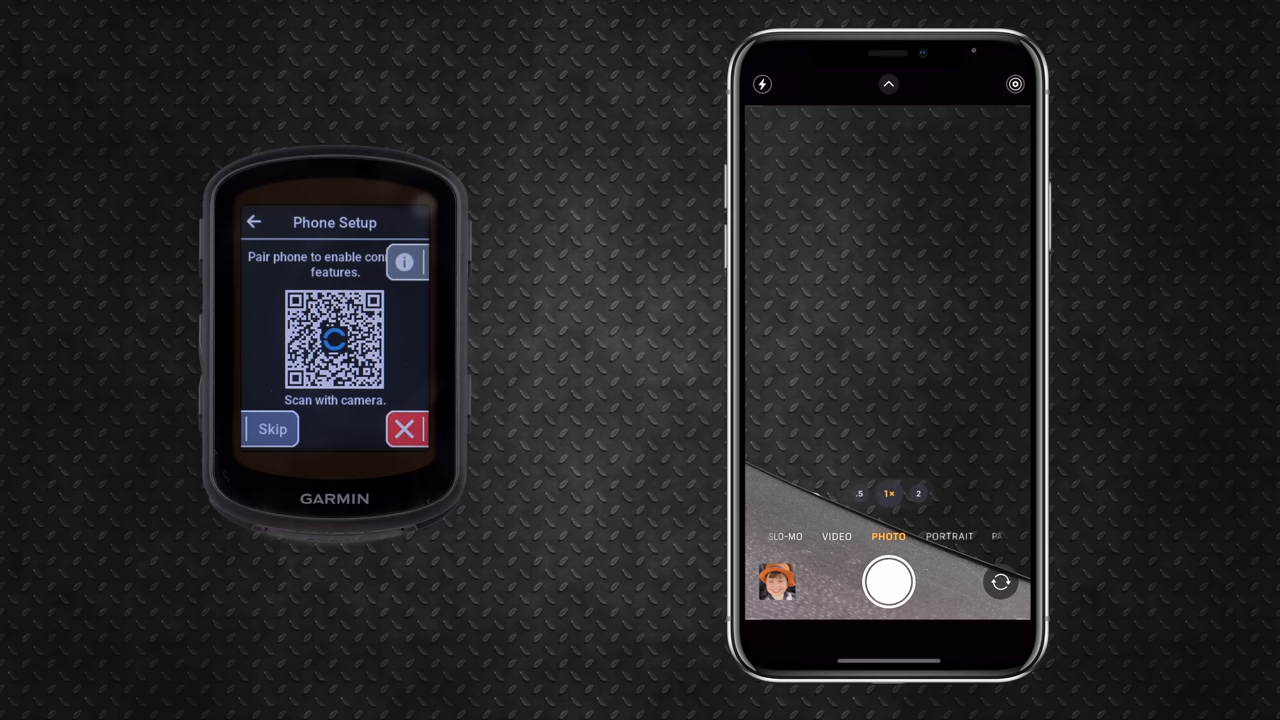 Phone Setup
Pair phone to enable con
features.
Scan with camera.
Skip
GARMIN
.5 1× 2
SLO-MO VIDEO PHOTO PORTRAIT PA